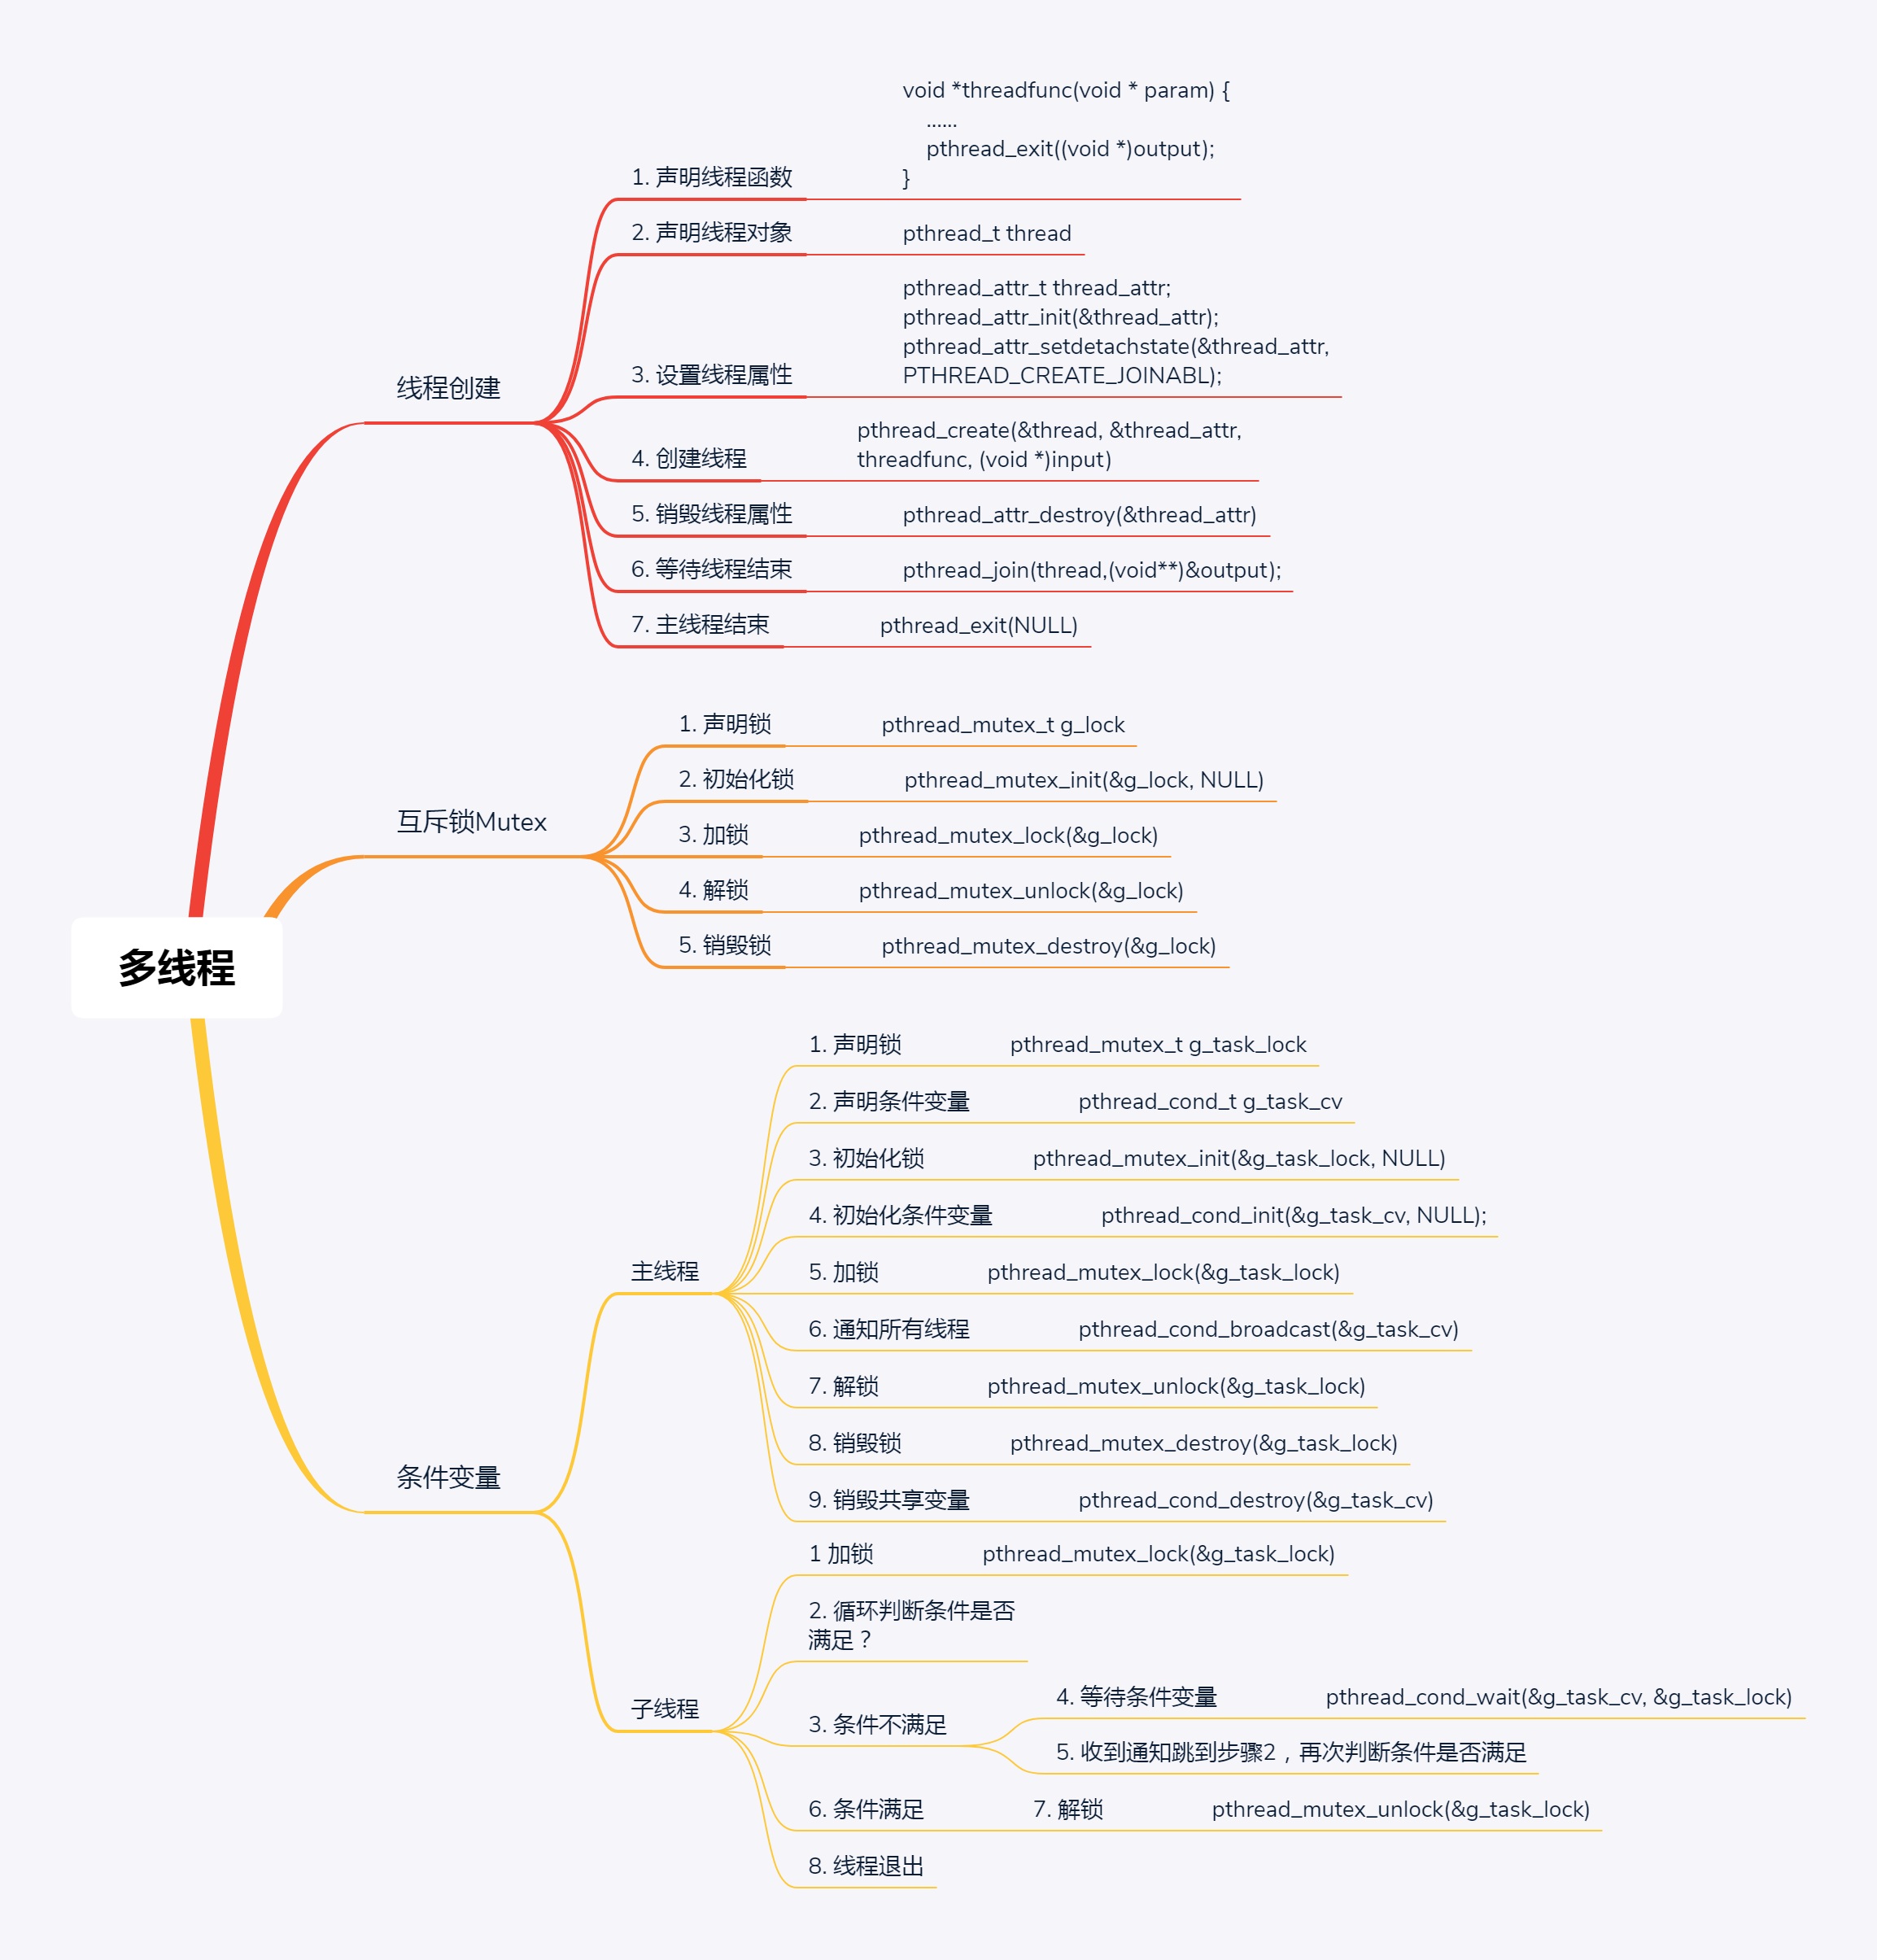 多线程
线程创建
1. 声明线程函数
void *threadfunc(void * param) {
......
pthread_exit((void *)output);
}
2. 声明线程对象
pthread_t thread
3. 设置线程属性
pthread_attr_t thread_attr;
pthread_attr_init(&thread_attr);
pthread_attr_setdetachstate(&thread_attr,
PTHREAD_CREATE_JOINABL);
4. 创建线程
pthread_create(&thread, &thread_attr,
threadfunc, (void *)input)
5. 销毁线程属性
pthread_attr_destroy(&thread_attr)
6. 等待线程结束
pthread_join(thread,(void**)&output);
7. 主线程结束
pthread_exit(NULL)
互斥锁Mutex
1. 声明锁
pthread_mutex_t g_lock
2. 初始化锁
pthread_mutex_init(&g_lock, NULL)
3. 加锁
pthread_mutex_lock(&g_lock)
4. 解锁
pthread_mutex_unlock(&g_lock)
5. 销毁锁
pthread_mutex_destroy(&g_lock)
条件变量
主线程
1. 声明锁
pthread_mutex_t g_task_lock
2. 声明条件变量
pthread_cond_t g_task_cv
3. 初始化锁
pthread_mutex_init(&g_task_lock, NULL)
4. 初始化条件变量
pthread_cond_init(&g_task_cv, NULL);
5. 加锁
pthread_mutex_lock(&g_task_lock)
6. 通知所有线程
pthread_cond_broadcast(&g_task_cv)
7. 解锁
pthread_mutex_unlock(&g_task_lock)
8. 销毁锁
pthread_mutex_destroy(&g_task_lock)
9. 销毁共享变量
pthread_cond_destroy(&g_task_cv)
子线程
1 加锁
pthread_mutex_lock(&g_task_lock)
2. 循环判断条件是否
满足？
3. 条件不满足
4. 等待条件变量
pthread_cond_wait(&g_task_cv, &g_task_lock)
5. 收到通知跳到步骤2，再次判断条件是否满足
6. 条件满足
7. 解锁
pthread_mutex_unlock(&g_task_lock)
8. 线程退出